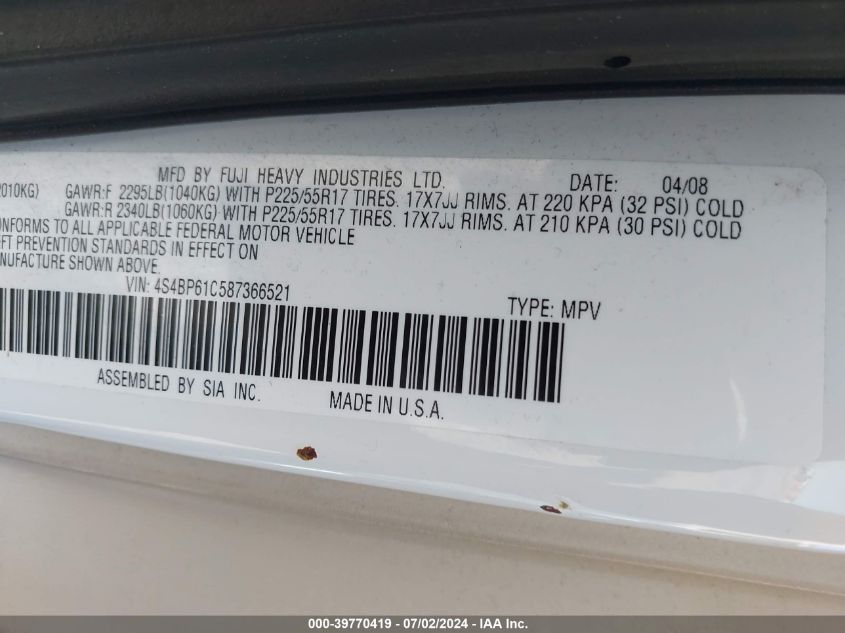 MFD BY FUJI HEAVY INDUSTRIES LTD. DATE: 04/08
2010KG) GAWR:F 2295LB(1040KG) WITH P225/55R17 TIRES. 17X7JJ RIMS. AT 220 KPA (32 PSI) COLD
GAWR:R 2340LB(1060KG) WITH P225/55R17 TIRES. 17X7JJ RIMS. AT 210 KPA (30 PSI) COLD
ONFORMS TO ALL APPLICABLE FEDERAL MOTOR VEHICLE
EFT PREVENTION STANDARDS IN EFFECT ON
NUFACTURE SHOWN ABOVE.
VIN: 4S4BP61C587366521 TYPE: MPV
ASSEMBLED BY SIA INC. MADE IN U.S.A.
000-39770419 - 07/02/2024 - IAA Inc.